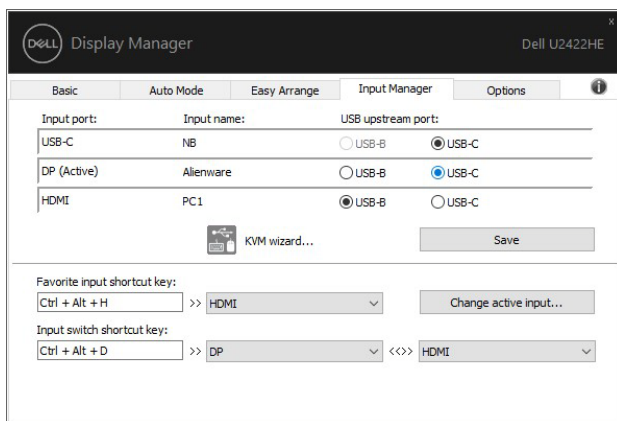 x
DELL Display Manager Dell U2422HE
Basic Auto Mode Easy Arrange Input Manager Options i
Input port: Input name: USB upstream port:
USB-C NB USB-B USB-C
DP (Active) Alienware USB-B USB-C
HDMI PC1 USB-B USB-C
KVM wizard... Save
Favorite input shortcut key:
Ctrl + Alt + H >> HDMI Change active input...
Input switch shortcut key:
Ctrl + Alt + D >> DP <<>> HDMI